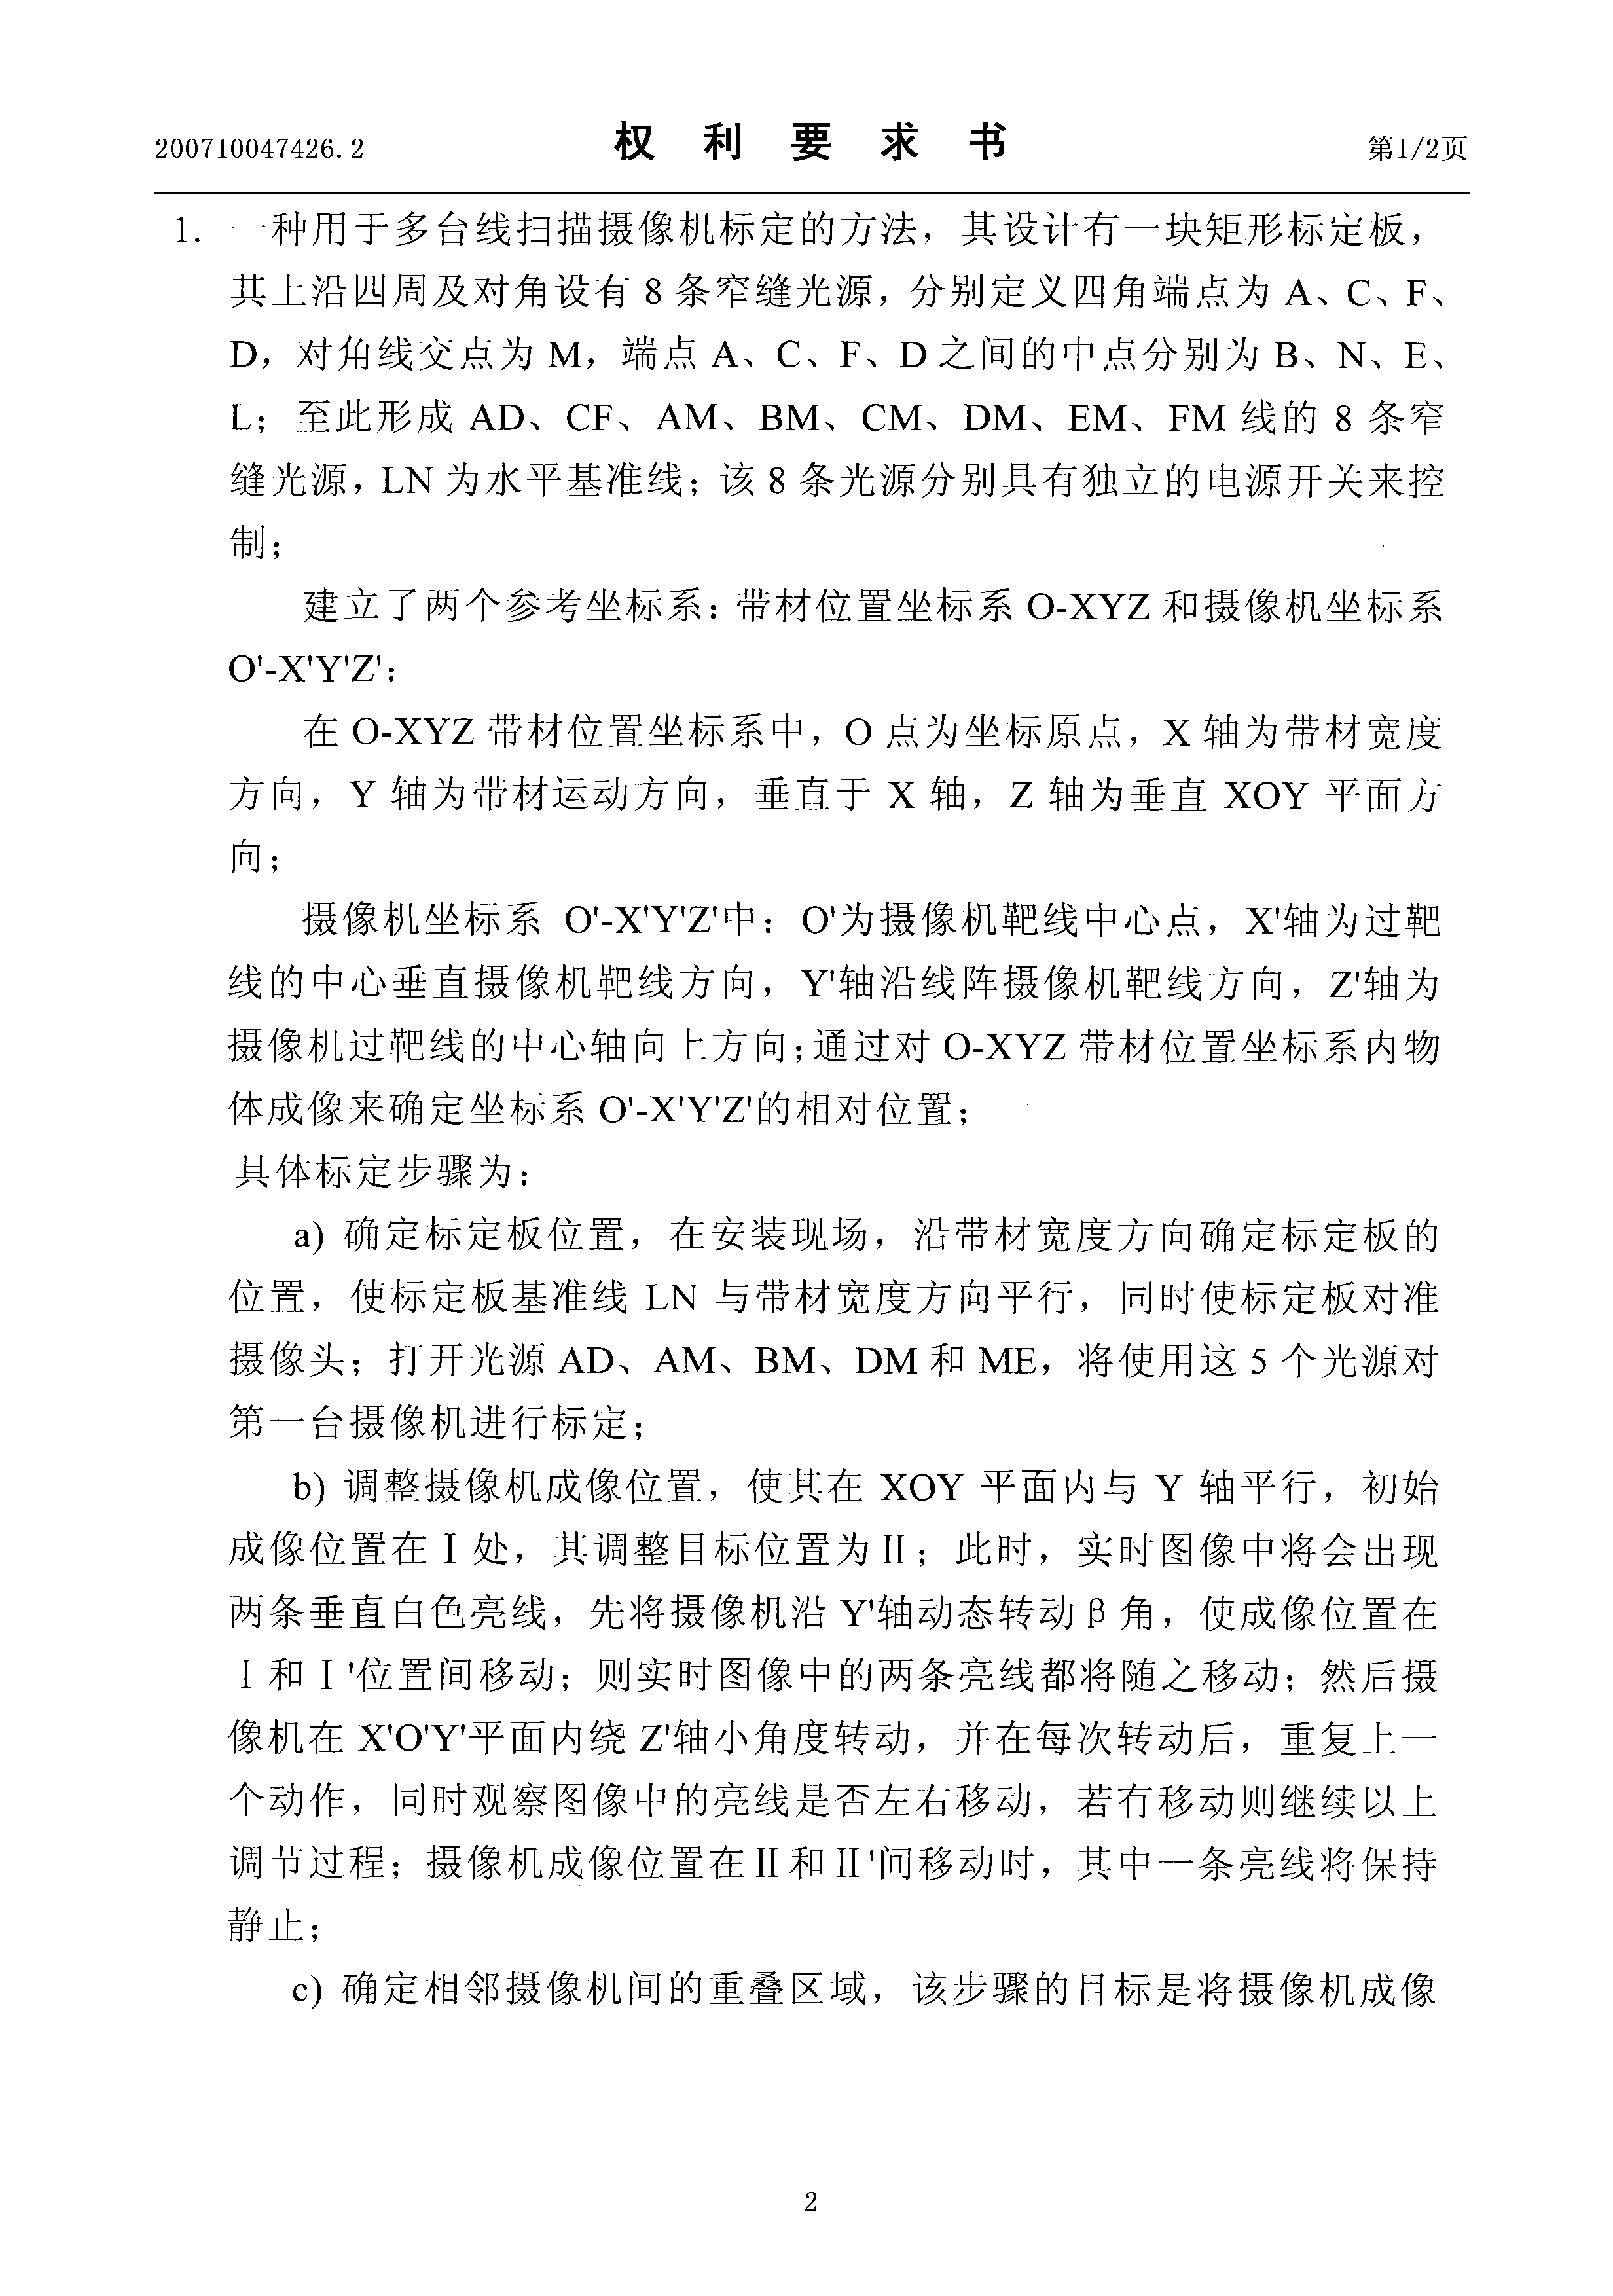 200710047426.2 权利要求书 第1/2页
1. 一种用于多台线扫描摄像机标定的方法，其设计有一块矩形标定板，
其上沿四周及对角设有 8 条窄缝光源，分别定义四角端点为 A、C、F、
D，对角线交点为 M，端点 A、C、F、D 之间的中点分别为 B、N、E、
L；至此形成 AD、CF、AM、BM、CM、DM、EM、FM 线的 8 条窄
缝光源，LN 为水平基准线；该 8 条光源分别具有独立的电源开关来控
制；
建立了两个参考坐标系：带材位置坐标系 O-XYZ 和摄像机坐标系
O'-X'Y'Z'：
在 O-XYZ 带材位置坐标系中，O 点为坐标原点，X 轴为带材宽度
方向，Y 轴为带材运动方向，垂直于 X 轴，Z 轴为垂直 XOY 平面方
向；
摄像机坐标系 O'-X'Y'Z'中：O'为摄像机靶线中心点，X'轴为过靶
线的中心垂直摄像机靶线方向，Y'轴沿线阵摄像机靶线方向，Z'轴为
摄像机过靶线的中心轴向上方向；通过对 O-XYZ 带材位置坐标系内物
体成像来确定坐标系 O'-X'Y'Z'的相对位置；
具体标定步骤为：
a) 确定标定板位置，在安装现场，沿带材宽度方向确定标定板的
位置，使标定板基准线 LN 与带材宽度方向平行，同时使标定板对准
摄像头；打开光源 AD、AM、BM、DM 和 ME，将使用这 5 个光源对
第一台摄像机进行标定；
b) 调整摄像机成像位置，使其在 XOY 平面内与 Y 轴平行，初始
成像位置在Ⅰ处，其调整目标位置为Ⅱ；此时，实时图像中将会出现
两条垂直白色亮线，先将摄像机沿 Y'轴动态转动 β 角，使成像位置在
Ⅰ和Ⅰ'位置间移动；则实时图像中的两条亮线都将随之移动；然后摄
像机在 X'O'Y'平面内绕 Z'轴小角度转动，并在每次转动后，重复上一
个动作，同时观察图像中的亮线是否左右移动，若有移动则继续以上
调节过程；摄像机成像位置在Ⅱ和Ⅱ'间移动时，其中一条亮线将保持
静止；
c) 确定相邻摄像机间的重叠区域，该步骤的目标是将摄像机成像
2